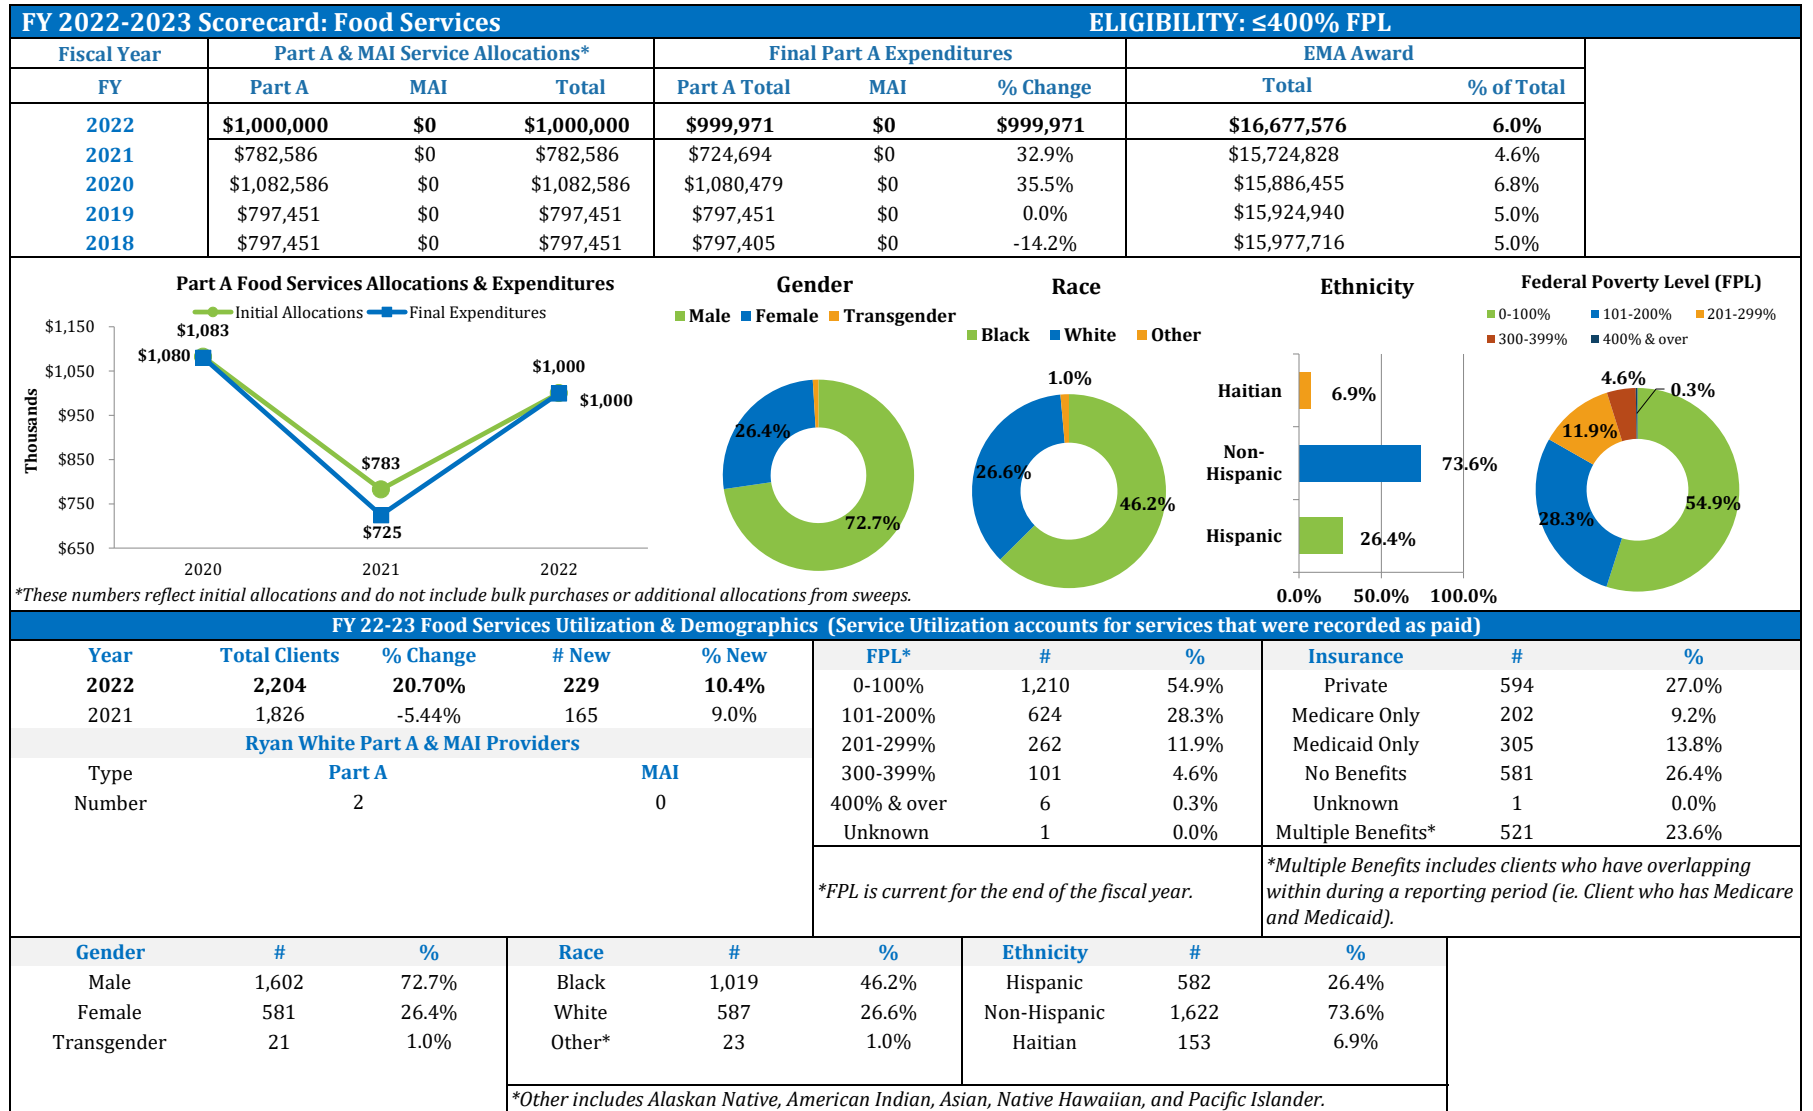 FY 2022-2023 Scorecard: Food Services ELIGIBILITY: ≤400% FPL
Fiscal Year Part A & MAI Service Allocations* Final Part A Expenditures EMA Award
FY Part A MAI Total Part A Total MAI % Change Total % of Total
2022 $1,000,000 $0 $1,000,000 $999,971 $0 $999,971 $16,677,576 6.0%
2021 $782,586 $0 $782,586 $724,694 $0 32.9% $15,724,828 4.6%
2020 $1,082,586 $0 $1,082,586 $1,080,479 $0 35.5% $15,886,455 6.8%
2019 $797,451 $0 $797,451 $797,451 $0 0.0% $15,924,940 5.0%
2018 $797,451 $0 $797,451 $797,405 $0 -14.2% $15,977,716 5.0%
Part A Food Services Allocations & Expenditures
Initial Allocations Final Expenditures
Thousands
$1,150
$1,050
$950
$850
$750
$650
$1,083
$1,080
$783
$725
$1,000
$1,000
2020 2021 2022
Gender
Male Female Transgender
26.4%
72.7%
Race
Black White Other
1.0%
26.6%
46.2%
Ethnicity
Haitian 6.9%
Non-
Hispanic
73.6%
Hispanic 26.4%
0.0% 50.0% 100.0%
Federal Poverty Level (FPL)
0-100% 101-200% 201-299%
300-399% 400% & over
4.6% 0.3%
11.9%
28.3%
54.9%
*These numbers reflect initial allocations and do not include bulk purchases or additional allocations from sweeps.
FY 22-23 Food Services Utilization & Demographics (Service Utilization accounts for services that were recorded as paid)
Year Total Clients % Change # New % New
2022 2,204 20.70% 229 10.4%
2021 1,826 -5.44% 165 9.0%
Ryan White Part A & MAI Providers
Type Part A MAI
Number 2 0
FPL* # %
0-100% 1,210 54.9%
101-200% 624 28.3%
201-299% 262 11.9%
300-399% 101 4.6%
400% & over 6 0.3%
Unknown 1 0.0%
*FPL is current for the end of the fiscal year.
Insurance # %
Private 594 27.0%
Medicare Only 202 9.2%
Medicaid Only 305 13.8%
No Benefits 581 26.4%
Unknown 1 0.0%
Multiple Benefits* 521 23.6%
*Multiple Benefits includes clients who have overlapping
within during a reporting period (ie. Client who has Medicare
and Medicaid).
Gender # %
Male 1,602 72.7%
Female 581 26.4%
Transgender 21 1.0%
Race # %
Black 1,019 46.2%
White 587 26.6%
Other* 23 1.0%
Ethnicity # %
Hispanic 582 26.4%
Non-Hispanic 1,622 73.6%
Haitian 153 6.9%
*Other includes Alaskan Native, American Indian, Asian, Native Hawaiian, and Pacific Islander.